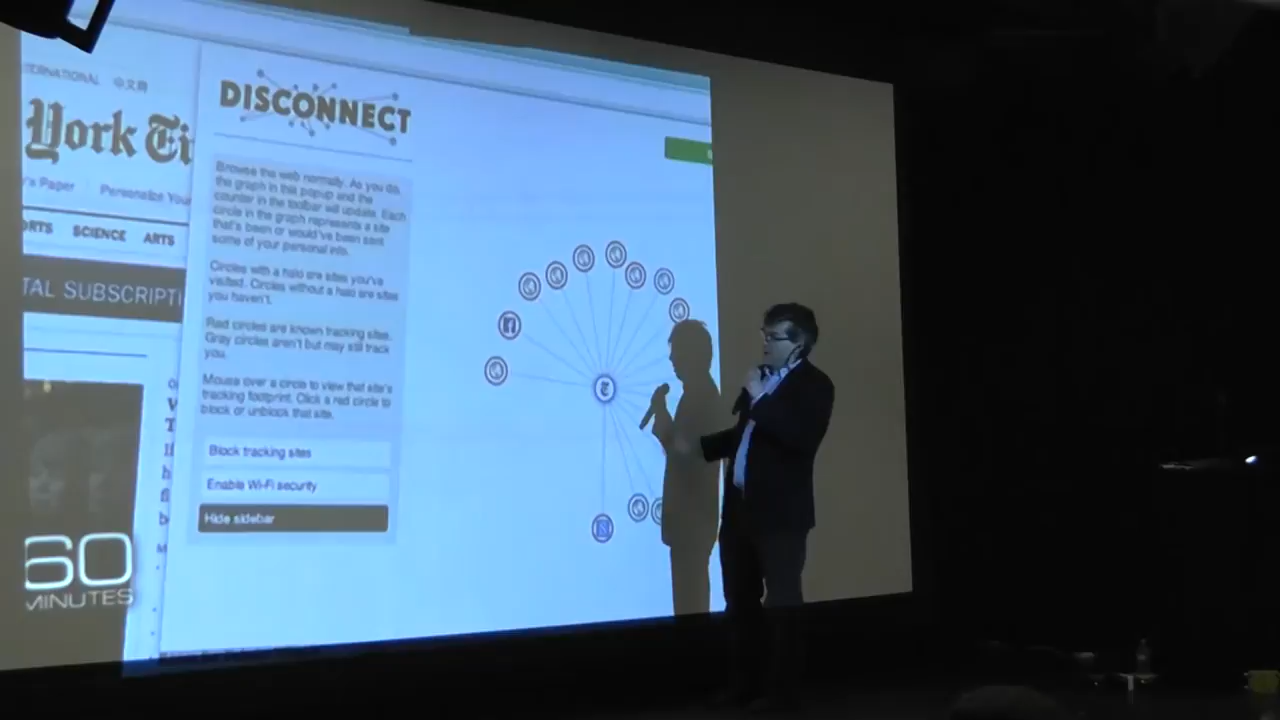 TERNATIONAL 中文网
York Ti
's Paper Personalize Your
ORTS SCIENCE ARTS
TAL SUBSCRIPTI
60
MINUTES
DISCONNECT
Browse the web normally. As you do,
the graph in this popup and the
counter in the toolbar will update. Each
circle in the graph represents a site
that's been or would've been sent
some of your personal info.
Circles with a halo are sites you've
visited. Circles without a halo are sites
you haven't.
Red circles are known tracking sites.
Gray circles aren't but may still track
you.
Mouse over a circle to view that site's
tracking footprint. Click a red circle to
block or unblock that site.
Block tracking sites
Enable Wi-Fi security
Hide sidebar